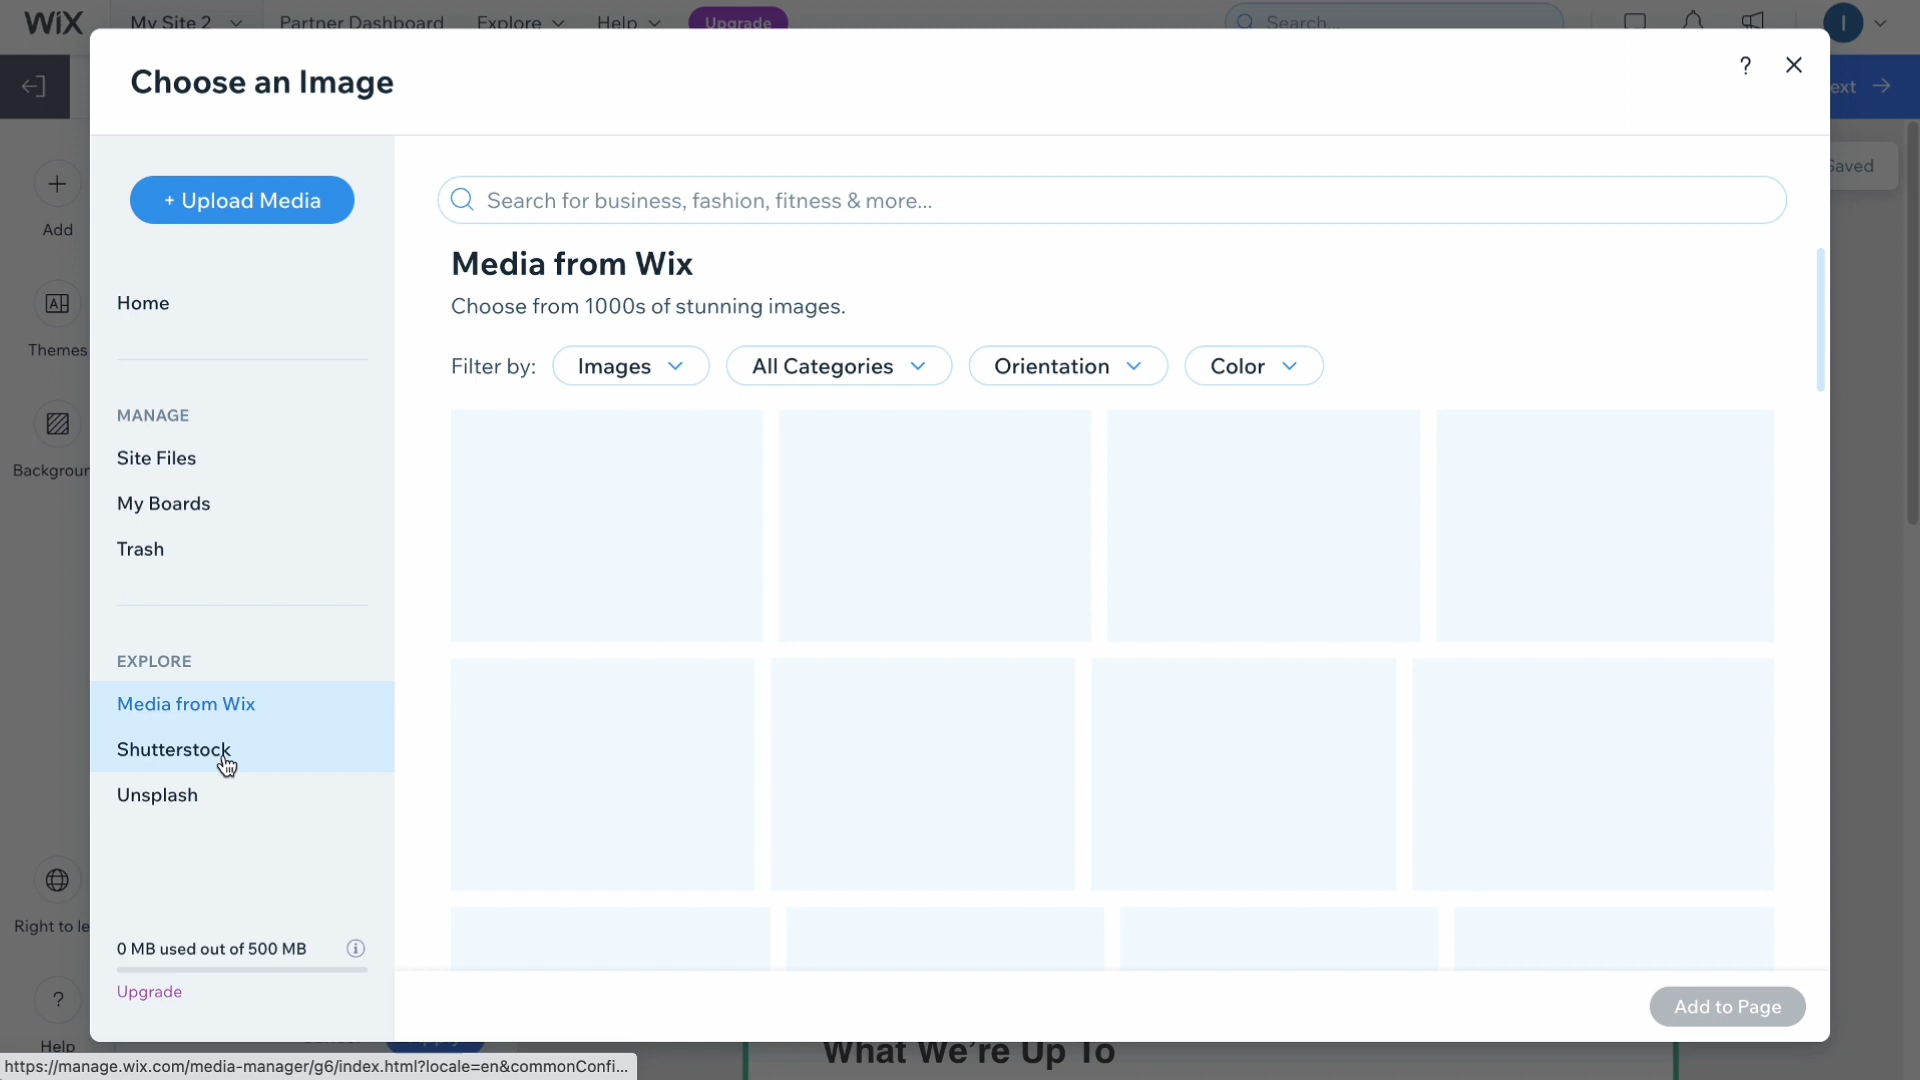 WiX My Site 2 Partner Dashboard Explore Help Upgrade Search... I
Choose an Image ?
ext
+ Upload Media
Search for business, fashion, fitness & more...
Saved
Add
Themes
Backgroun
Right to le
?
Help
Home
MANAGE
Site Files
My Boards
Trash
EXPLORE
Media from Wix
Shutterstock
Unsplash
0 MB used out of 500 MB i
Upgrade
Media from Wix
Choose from 1000s of stunning images.
Filter by: Images All Categories Orientation Color
Add to Page
What We're Up To
https://manage.wix.com/media-manager/g6/index.html?locale=en&commonConfi...